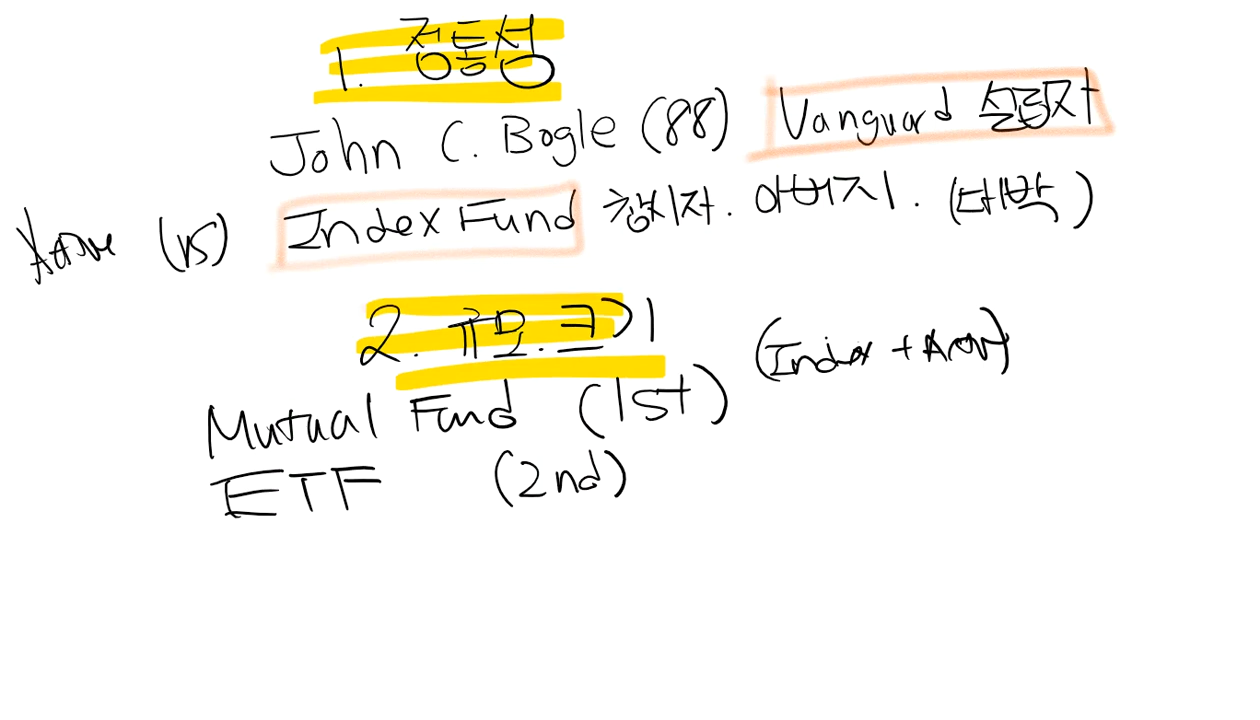 1. 정통성
John C. Bogle (88) Vanguard 설립자
Active (vs) Index Fund 창시자. 아버지. (대박)
2. 규모. 크기
(Index + Active)
Mutual Fund (1st)
ETF (2nd)